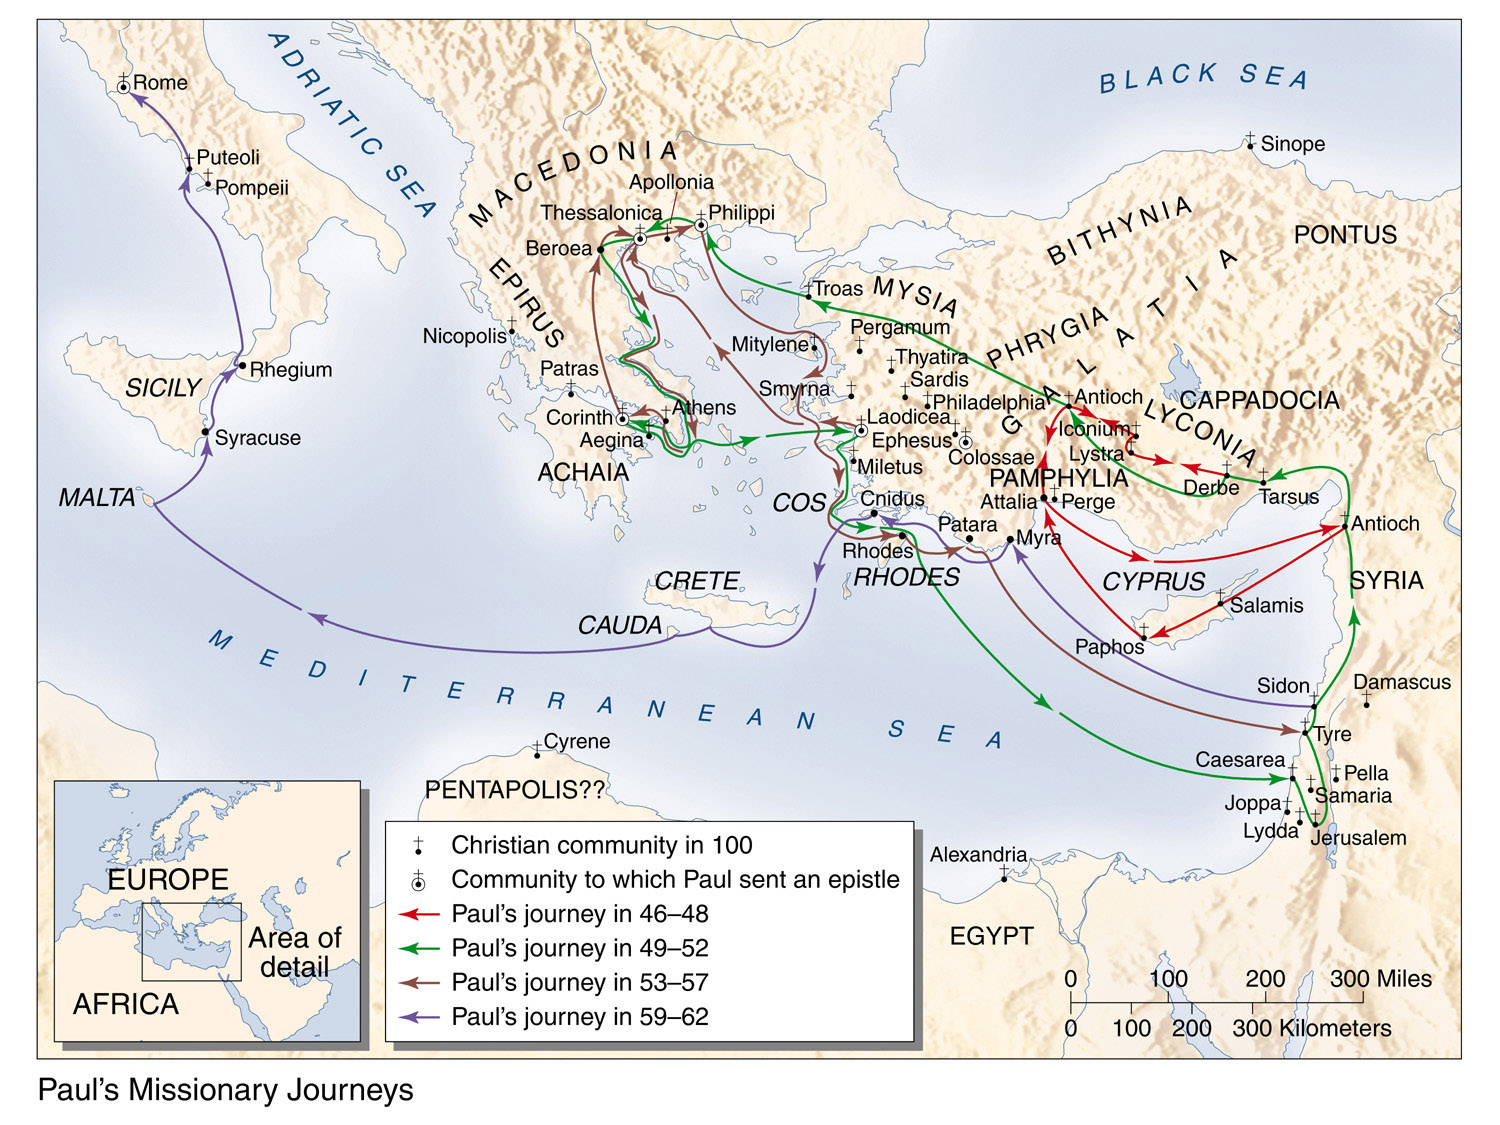 ADRIATIC SEA
BLACK SEA
Rome
Puteoli
Pompeii
Sinope
MACEDONIA
Apollonia
Thessalonica
Philippi
Beroea
BITHYNIA
PONTUS
EPIRUS
Troas
MYSIA
GALATIA
PHRYGIA
Nicopolis
Mitylene
Pergamum
Thyatira
Sardis
Philadelphia
Rhegium
SICILY
Patras
Smyrna
Antioch
LYCONIA
CAPPADOCIA
Corinth
Athens
Laodicea
Iconium
Syracuse
Aegina
Ephesus
Colossae
Lystra
ACHAIA
Miletus
PAMPHYLIA
Derbe
Tarsus
MALTA
COS
Cnidus
Attalia
Perge
Patara
Myra
Antioch
Rhodes
RHODES
CRETE
CYPRUS
SYRIA
CAUDA
Salamis
Paphos
MEDITERRANEAN SEA
Sidon
Damascus
Tyre
Cyrene
Caesarea
Pella
PENTAPOLIS??
Samaria
Joppa
Lydda
Jerusalem
Alexandria
EGYPT
EUROPE
Area of
detail
AFRICA
Christian community in 100
Community to which Paul sent an epistle
Paul's journey in 46–48
Paul's journey in 49–52
Paul's journey in 53–57
Paul's journey in 59–62
0 100 200 300 Miles
0 100 200 300 Kilometers
Paul's Missionary Journeys